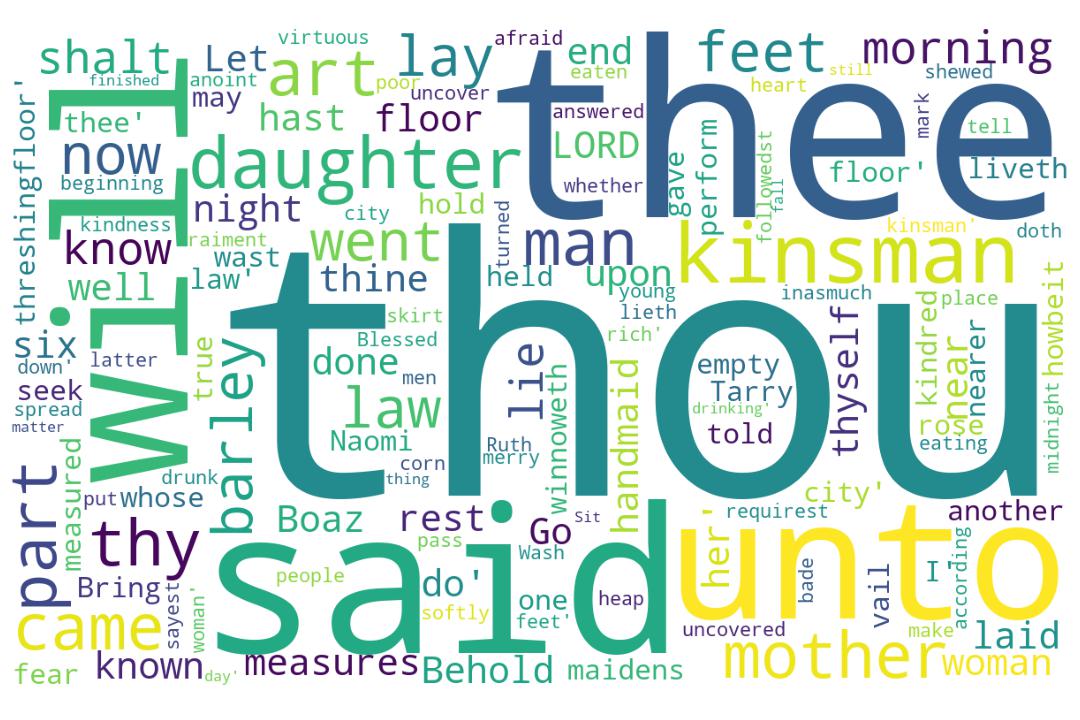 virtuous
afraid
shalt
Let
art
lay
end
feet
morning
finished
anoint
poor
eaten
still
shewed
may
uncover
heart
thee
thee'
hast
floor
answered
LORD
mark
tell
now
daughter
whether
gave
perform
followedst
fall
floor'
liveth
beginning
will
night
city
hold
turned
man
kinsman'
doth
kindness
know
raiment
went
kinsman
threshingfloor'
law'
wast
thine
held
upon
well
thou
young
inasmuch
place
howbeit
skirt
lieth
rich'
six
Blessed
thyself
kindred
near
nearer
down'
latter
true
barley
done
men
lie
empty
Tarry
seek
spread
law
drinking'
rose
matter
Naomi
Ruth
merry
told
eating
midnight
corn
winnoweth
handmaid
part
measured
drunk
thing
put
whose
city'
Boaz
rest
Go
Sit
requirest
another
thy
said
pass
Wash
her'
unto
Bring
people
do'
one
heap
bade
vail
I'
according
came
sayest
woman'
softly
feet'
uncovered
make
laid
fear
known
day'
measures
Behold
maidens
mother
woman